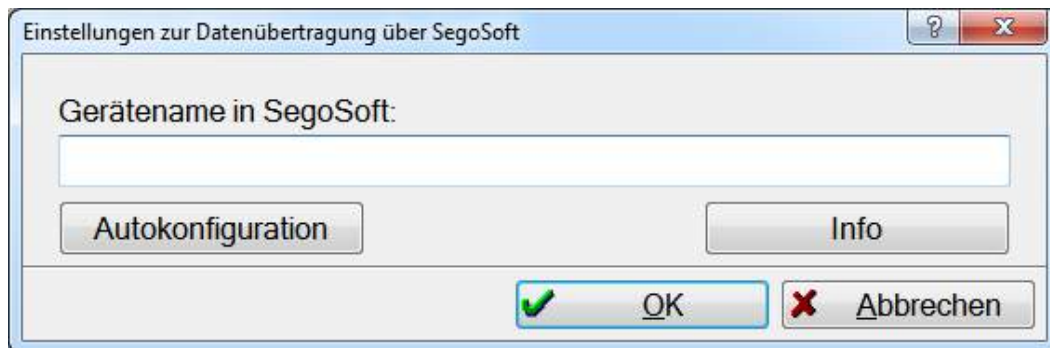 Einstellungen zur Datenübertragung über SegoSoft
Gerätename in SegoSoft:
Autokonfiguration Info
OK Abbrechen